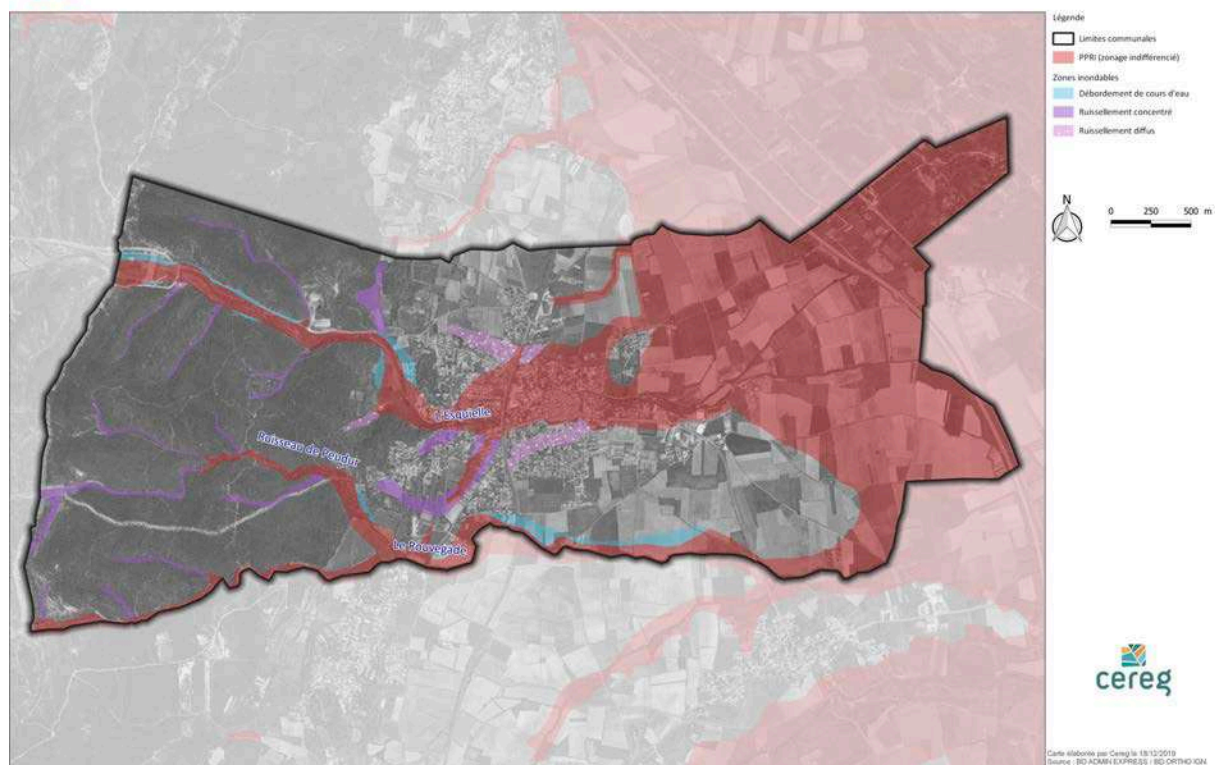 Légende
Limites communales
PPRI (zonage indifférencié)
Zones inondables
Débordement de cours d'eau
Ruissellement concentré
Ruissellement diffus
N
0 250 500 m
L'Esquielle
Ruisseau de Peudur
Le Rouvegade
cereg
Carte élaborée par Cereg le 18/12/2019
Source : BD ADMIN EXPRESS / BD ORTHO IGN